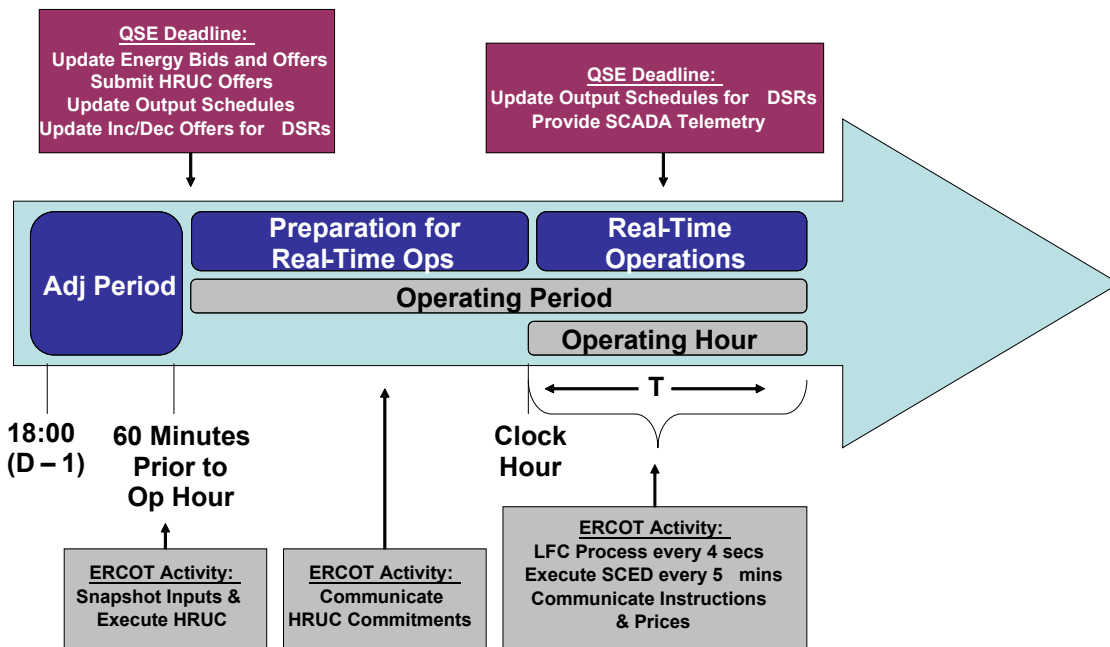 QSE Deadline:
Update Energy Bids and Offers
Submit HRUC Offers
Update Output Schedules
Update Inc/Dec Offers for DSRs
QSE Deadline:
Update Output Schedules for DSRs
Provide SCADA Telemetry
Adj Period
Preparation for
Real-Time Ops
Real-Time
Operations
Operating Period
Operating Hour
T
18:00
(D – 1)
60 Minutes
Prior to
Op Hour
Clock
Hour
ERCOT Activity:
Snapshot Inputs &
Execute HRUC
ERCOT Activity:
Communicate
HRUC Commitments
ERCOT Activity:
LFC Process every 4 secs
Execute SCED every 5 mins
Communicate Instructions
& Prices